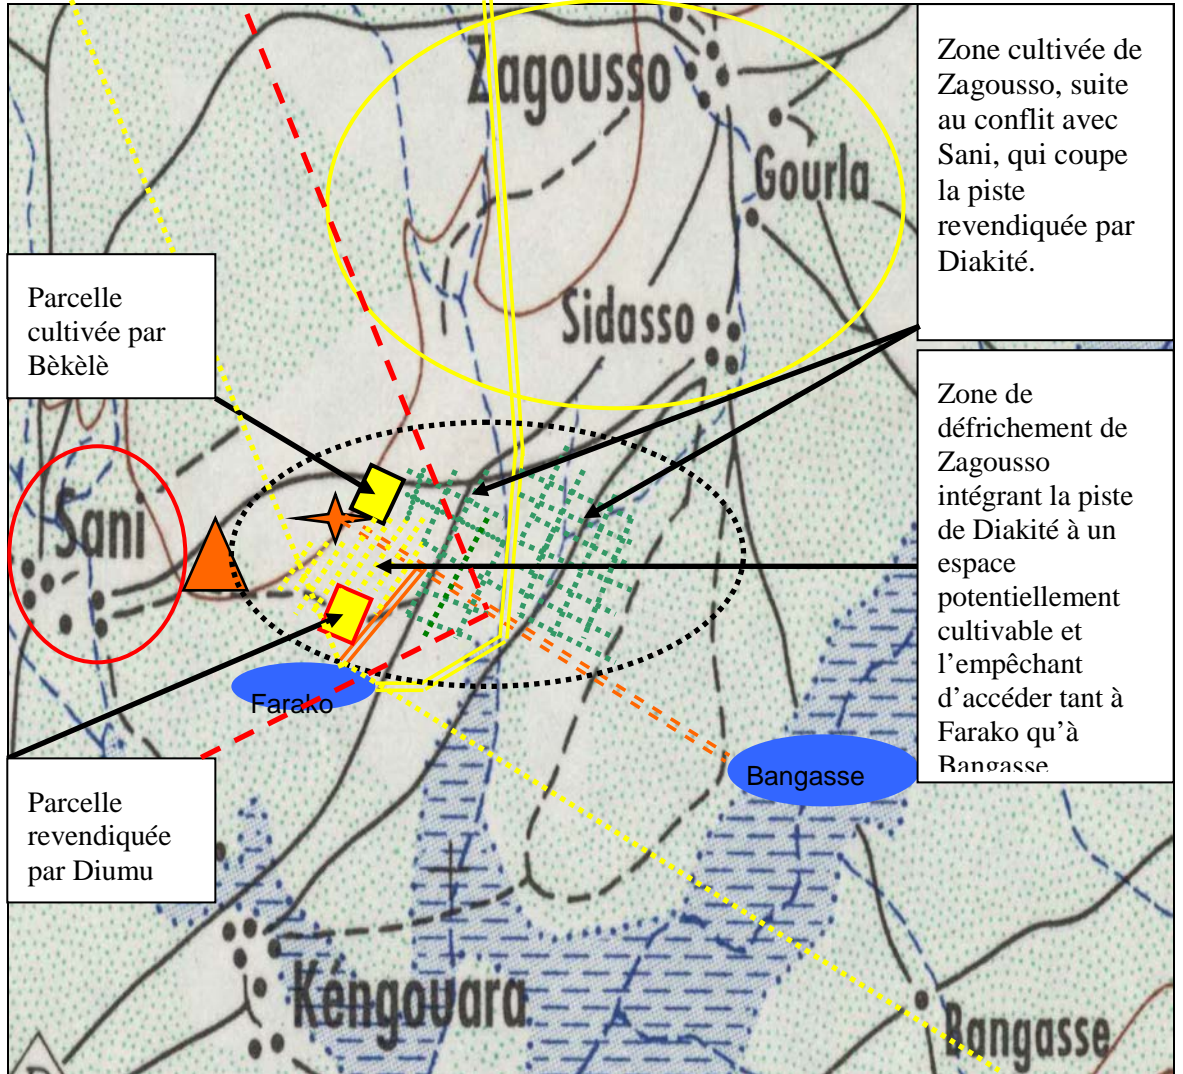 Zone cultivée de
Zagousso, suite
au conflit avec
Sani, qui coupe
la piste
revendiquée par
Diakité.
Zagousso
Gourla
Sidasso
Parcelle
cultivée par
Bèkèlè
Zone de
défrichement de
Zagousso
intégrant la piste
de Diakité à un
espace
potentiellement
cultivable et
l’empêchant
d’accéder tant à
Farako qu’à
Bangasse
Sani
Farako
Bangasse
Parcelle
revendiquée
par Diumu
Kéngouara
Bangasse